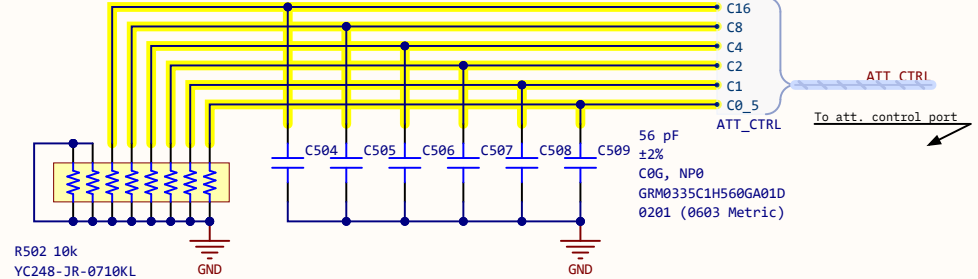 C16
C8
C4
C2
C1
C0_5
ATT_CTRL
ATT_CTRL
To att. control port
C504
C505
C506
C507
C508
C509
56 pF
±2%
C0G, NP0
GRM0335C1H560GA01D
0201 (0603 Metric)
R502 10k
YC248-JR-0710KL
GND
GND